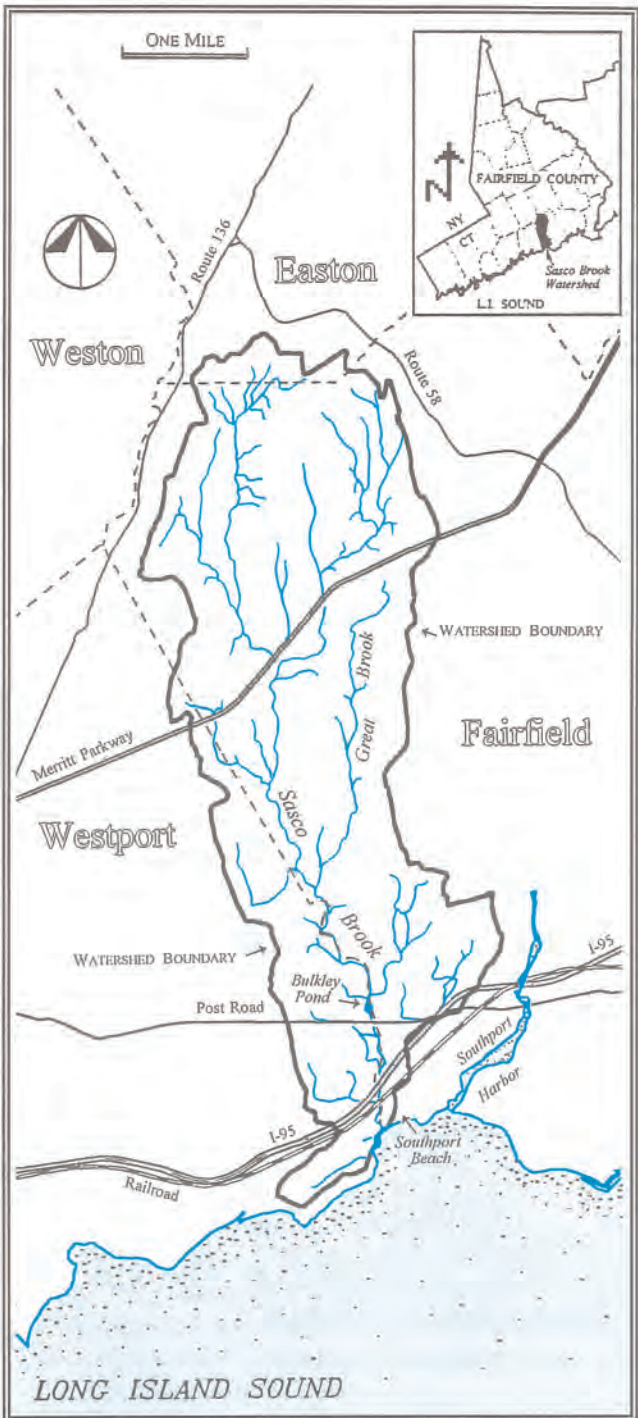 ONE MILE
N
FAIRFIELD COUNTY
NY
CT
Sasco Brook
Watershed
L.I. SOUND
Route 136
Easton
Weston
Route 58
WATERSHED BOUNDARY
Great Brook
Fairfield
Merritt Parkway
Westport
Sasco Brook
WATERSHED BOUNDARY
Bulkley
Pond
I-95
Post Road
Southport
Harbor
I-95
Southport
Beach
Railroad
LONG ISLAND SOUND